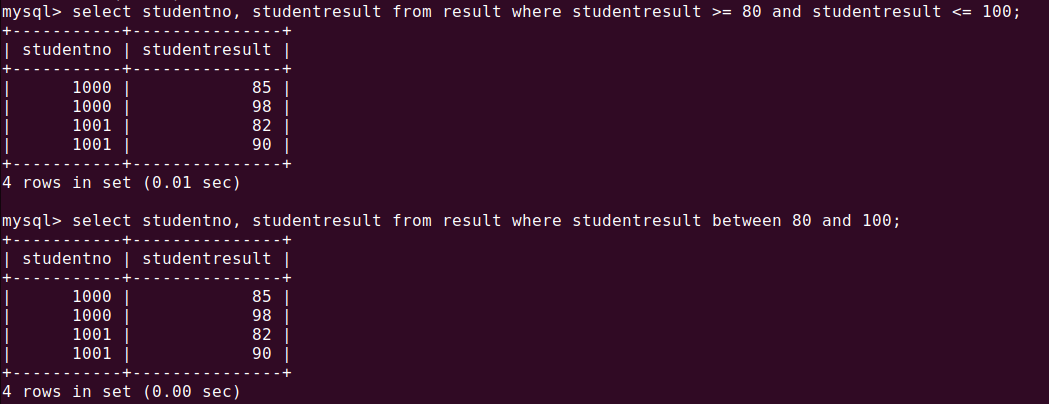 mysql> select studentno, studentresult from result where studentresult >= 80 and studentresult <= 100;
+-----------+---------------+
| studentno | studentresult |
+-----------+---------------+
|      1000 |            85 |
|      1000 |            98 |
|      1001 |            82 |
|      1001 |            90 |
+-----------+---------------+
4 rows in set (0.01 sec)

mysql> select studentno, studentresult from result where studentresult between 80 and 100;
+-----------+---------------+
| studentno | studentresult |
+-----------+---------------+
|      1000 |            85 |
|      1000 |            98 |
|      1001 |            82 |
|      1001 |            90 |
+-----------+---------------+
4 rows in set (0.00 sec)